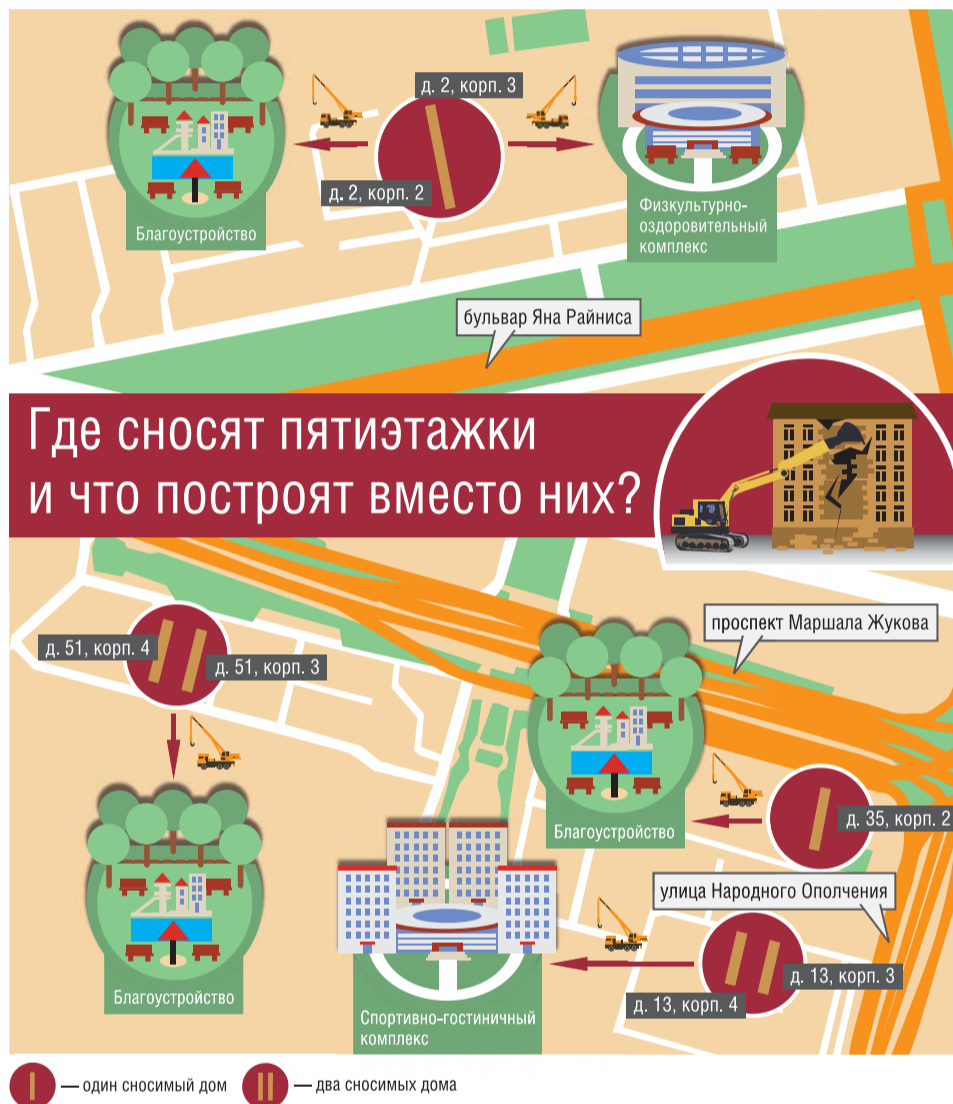 д. 2, корп. 3
д. 2, корп. 2
Благоустройство
Физкультурно-
оздоровительный
комплекс
бульвар Яна Райниса
Где сносят пятиэтажки
и что построят вместо них?
проспект Маршала Жукова
д. 51, корп. 4
д. 51, корп. 3
д. 35, корп. 2
Благоустройство
улица Народного Ополчения
д. 13, корп. 3
д. 13, корп. 4
Благоустройство
Спортивно-гостиничный
комплекс
— один сносимый дом
— два сносимых дома